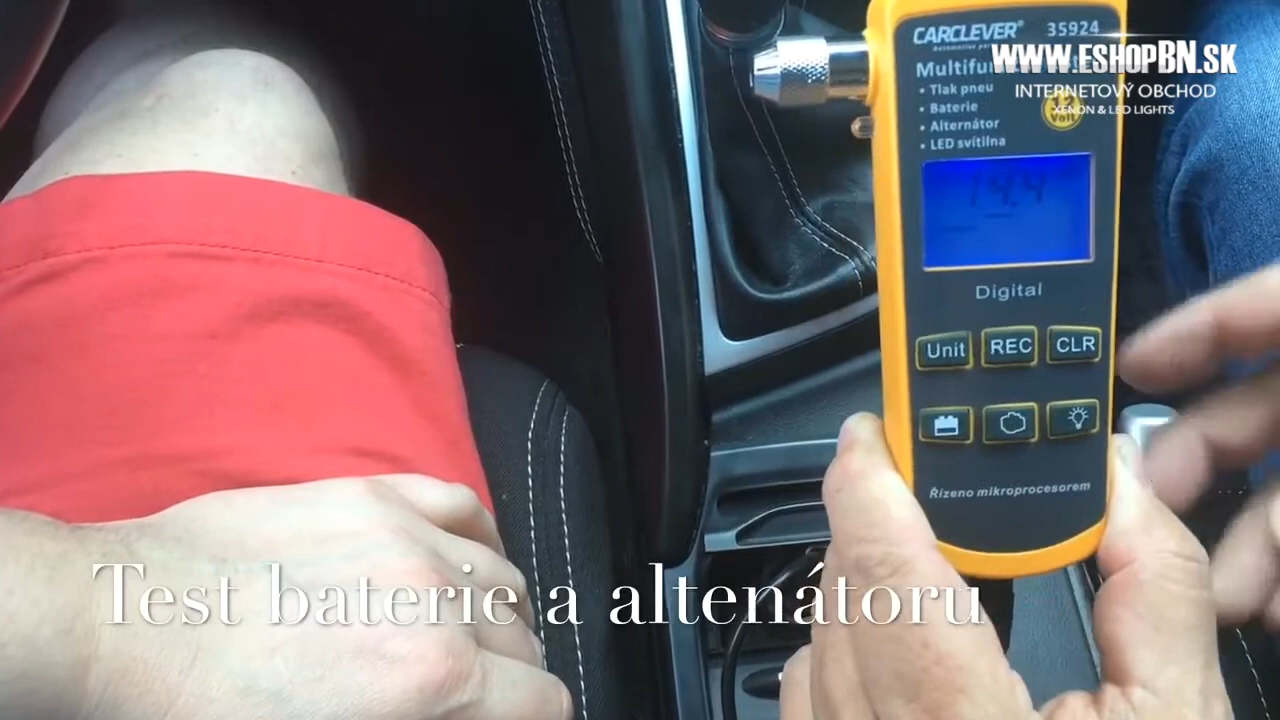 CARCLEVER® 35924
WWW.ESHOPBN.SK
INTERNETOVÝ OBCHOD
XENON & LED LIGHTS
• Tlak pneu
• Baterie
• Alternátor
• LED svítilna
Volt
14.4
Digital
Unit REC CLR
Řízeno mikroprocesorem
Test baterie a altenátoru